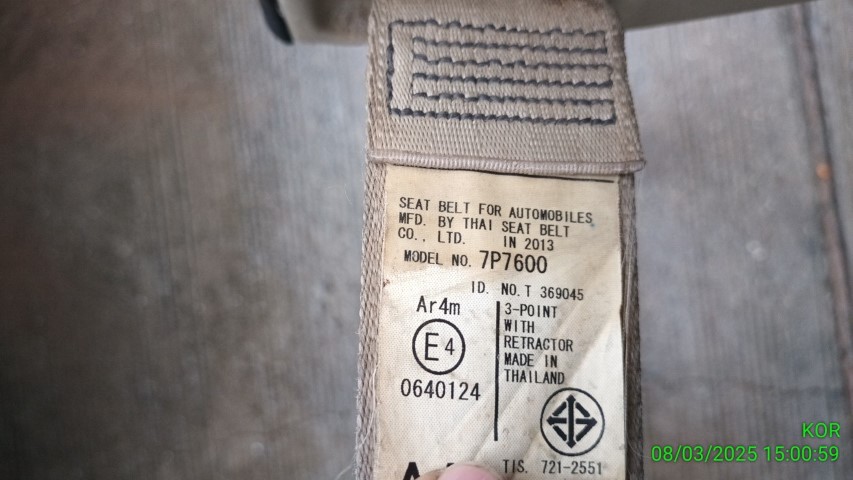 SEAT BELT FOR AUTOMOBILES
MFD. BY THAI SEAT BELT
CO., LTD. IN 2013
MODEL NO. 7P7600
ID. NO. T 369045
Ar4m
E4
0640124
3-POINT
WITH
RETRACTOR
MADE IN
THAILAND
TIS. 721-2551
KOR
08/03/2025 15:00:59